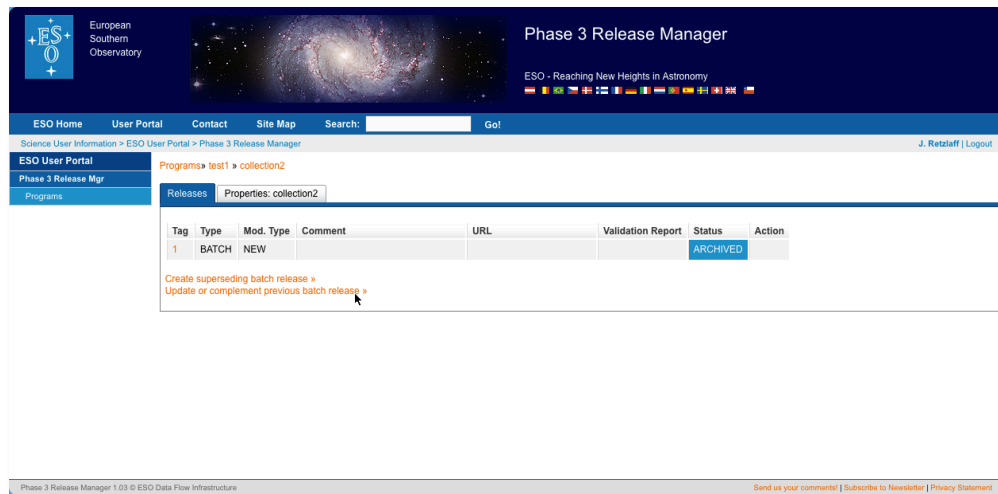 ES
O
European
Southern
Observatory
Phase 3 Release Manager
ESO - Reaching New Heights in Astronomy
ESO Home User Portal Contact Site Map Search: Go!
Science User Information > ESO User Portal > Phase 3 Release Manager J. Retzlaff | Logout
ESO User Portal
Phase 3 Release Mgr
Programs
Programs» test1 » collection2
Releases Properties: collection2
Tag Type Mod. Type Comment URL Validation Report Status Action
1 BATCH NEW ARCHIVED
Create superseding batch release »
Update or complement previous batch release »
Phase 3 Release Manager 1.03 © ESO Data Flow Infrastructure Send us your comments! | Subscribe to Newsletter | Privacy Statement